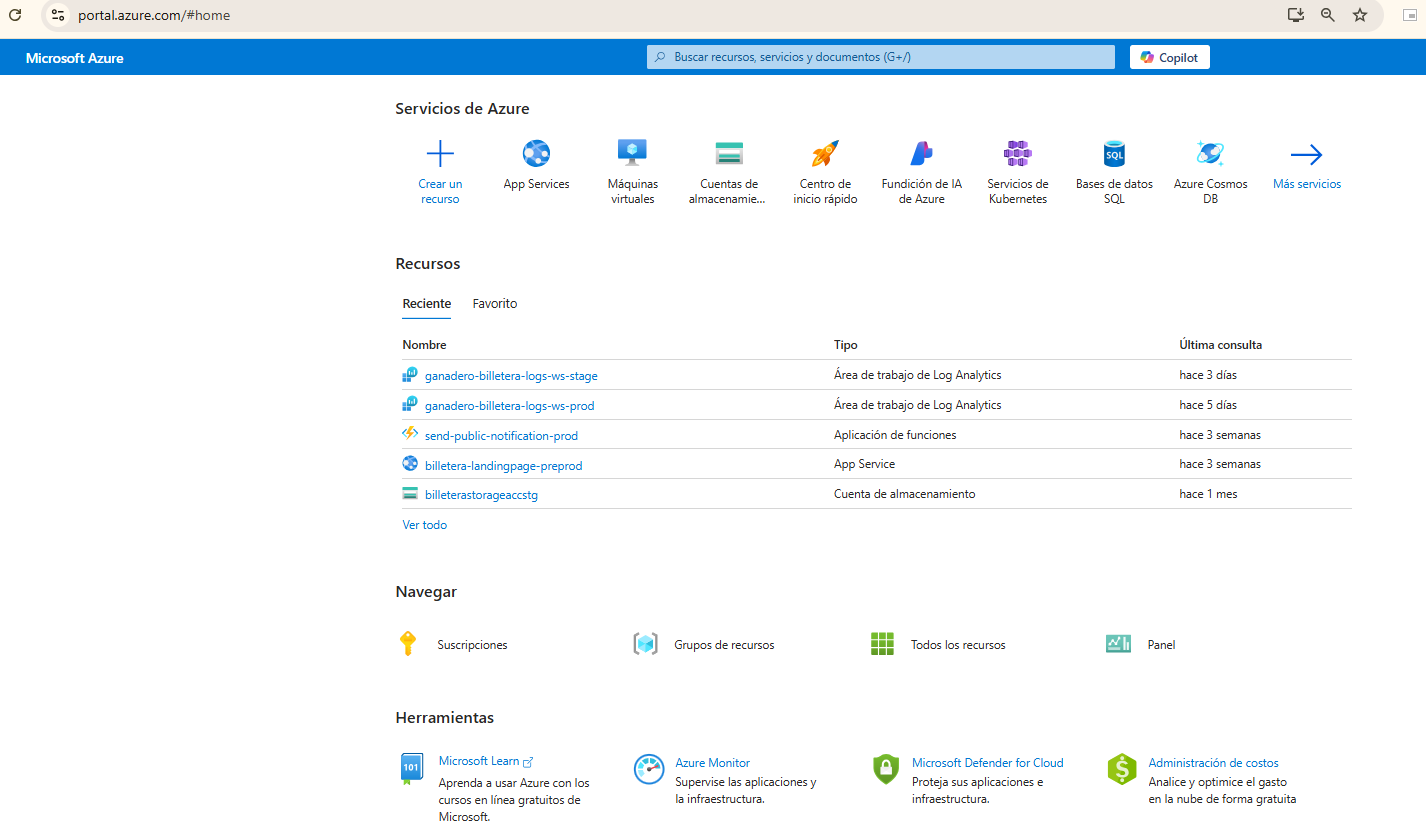 portal.azure.com/#home
Microsoft Azure
Buscar recursos, servicios y documentos (G+/)
Copilot
Servicios de Azure
Crear un
recurso
App Services
Máquinas
virtuales
Cuentas de
almacenamie...
Centro de
inicio rápido
Fundición de IA
de Azure
Servicios de
Kubernetes
SQL
Bases de datos
SQL
Azure Cosmos
DB
Más servicios
Recursos
Reciente Favorito
Nombre Tipo Última consulta
ganadero-billetera-logs-ws-stage Área de trabajo de Log Analytics hace 3 días
ganadero-billetera-logs-ws-prod Área de trabajo de Log Analytics hace 5 días
send-public-notification-prod Aplicación de funciones hace 3 semanas
billetera-landingpage-preprod App Service hace 3 semanas
billeterastorageaccstg Cuenta de almacenamiento hace 1 mes
Ver todo
Navegar
Suscripciones Grupos de recursos Todos los recursos Panel
Herramientas
101
Microsoft Learn
Aprenda a usar Azure con los
cursos en línea gratuitos de
Microsoft.
Azure Monitor
Supervise las aplicaciones y
la infraestructura.
Microsoft Defender for Cloud
Proteja sus aplicaciones e
infraestructura.
$
Administración de costos
Analice y optimice el gasto
en la nube de forma gratuita